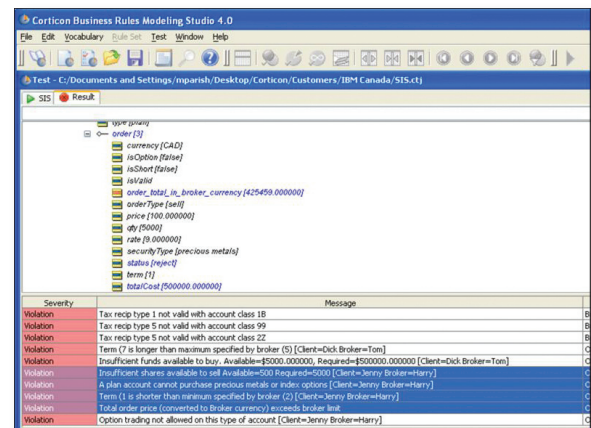 Corticon Business Rules Modeling Studio 4.0
File Edit Vocabulary Rule Set Test Window Help
Test - C:/Documents and Settings/mparish/Desktop/Corticon/Customers/IBM Canada/SIS.ctj
SIS Result
type [plan]
order [3]
currency [CAD]
isOption [false]
isShort [false]
isValid
order_total_in_broker_currency [425459.000000]
orderType [sell]
price [100.000000]
qty [5000]
rate [9.000000]
securityType [precious metals]
status [reject]
term [1]
totalCost [500000.000000]
Severity Message
Violation Tax recip type 1 not valid with account class 1B B
Violation Tax recip type 5 not valid with account class 99 B
Violation Tax recip type 5 not valid with account class 2Z B
Violation Term (7 is longer than maximum specified by broker (5) [Client=Dick Broker=Tom] O
Violation Insufficient funds available to buy. Available=$5000.000000, Required=$500000.000000 [Client=Dick Broker=Tom] O
Violation Insufficient shares available to sell Available=500 Required=5000 [Client=Jenny Broker=Harry] O
Violation A plan account cannot purchase precious metals or index options [Client=Jenny Broker=Harry] O
Violation Term (1 is shorter than minimum specified by broker (2) [Client=Jenny Broker=Harry] O
Violation Total order price (converted to Broker currency) exceeds broker limit O
Violation Option trading not allowed on this type of account [Client=Jenny Broker=Harry] O